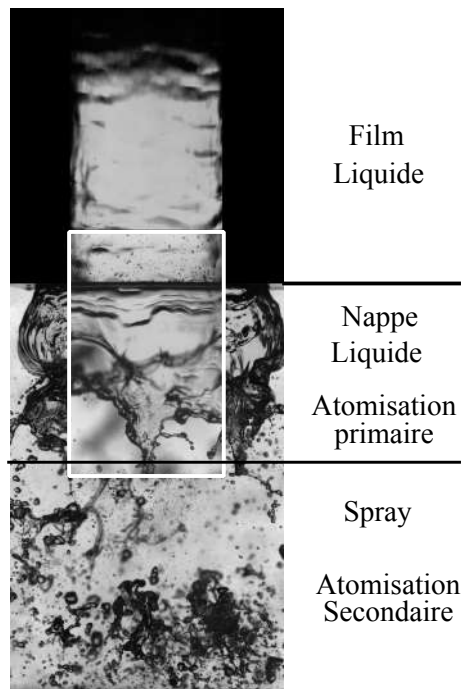 Film
Liquide
Nappe
Liquide
Atomisation
primaire
Spray
Atomisation
Secondaire